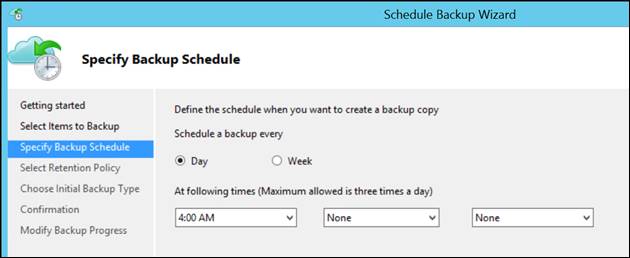 Schedule Backup Wizard
Specify Backup Schedule
Getting started
Select Items to Backup
Specify Backup Schedule
Select Retention Policy
Choose Initial Backup Type
Confirmation
Modify Backup Progress
Define the schedule when you want to create a backup copy
Schedule a backup every
Day Week
At following times (Maximum allowed is three times a day)
4:00 AM None None